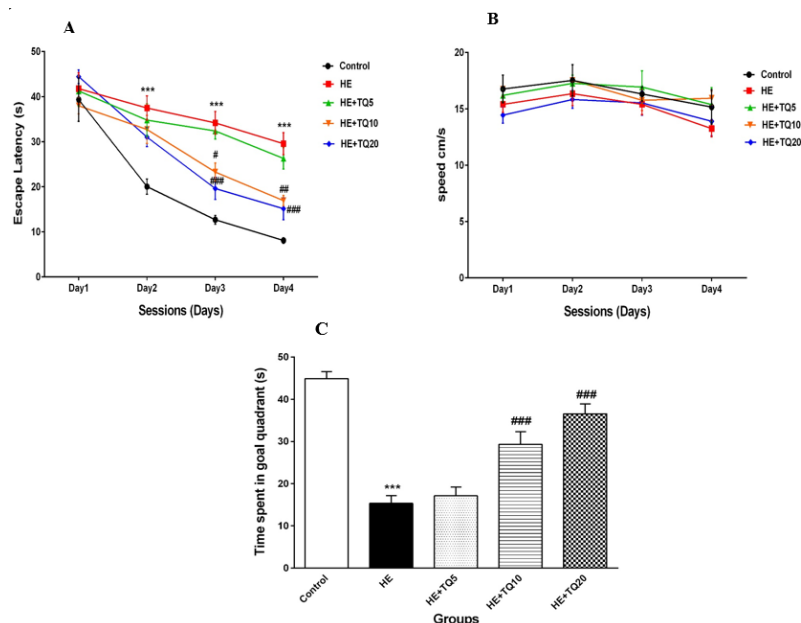 A
Escape Latency (s)
50
40
30
20
10
0
Day1 Day2 Day3 Day4
Sessions (Days)
*** *** ***
# ##
### ###
Control
HE
HE+TQ5
HE+TQ10
HE+TQ20
B
speed cm/s
20
15
10
5
0
Day1 Day2 Day3 Day4
Sessions (Days)
Control
HE
HE+TQ5
HE+TQ10
HE+TQ20
C
Time spent in goal quadrant (s)
50
40
30
20
10
0
***
###
###
Control HE HE+TQ5 HE+TQ10 HE+TQ20
Groups